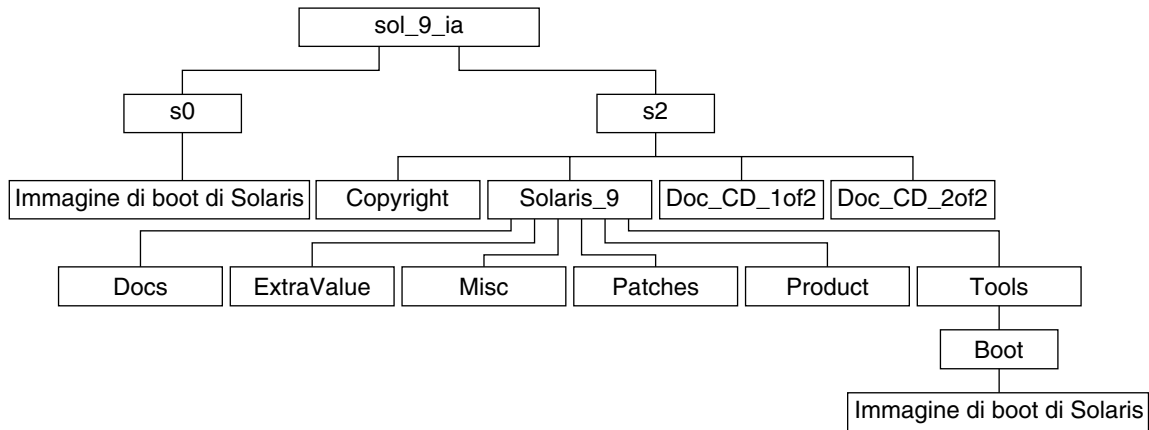 sol_9_ia
s0
s2
Immagine di boot di Solaris
Copyright
Solaris_9
Doc_CD_1of2
Doc_CD_2of2
Docs
ExtraValue
Misc
Patches
Product
Tools
Boot
Immagine di boot di Solaris